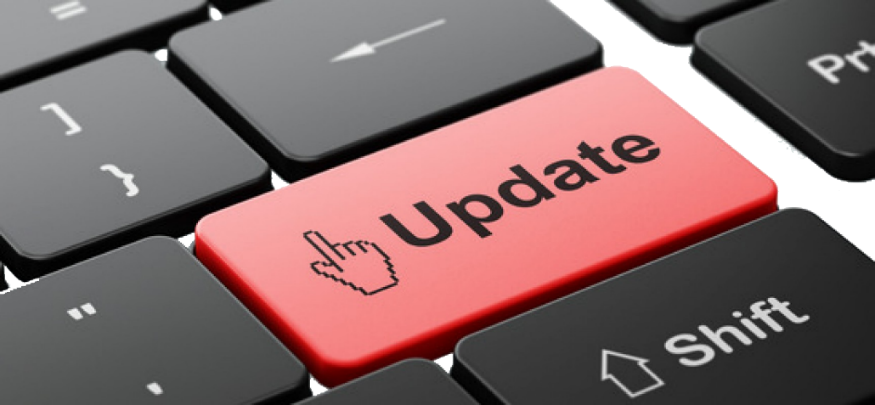 =
]
}
Update
Shift
"
'